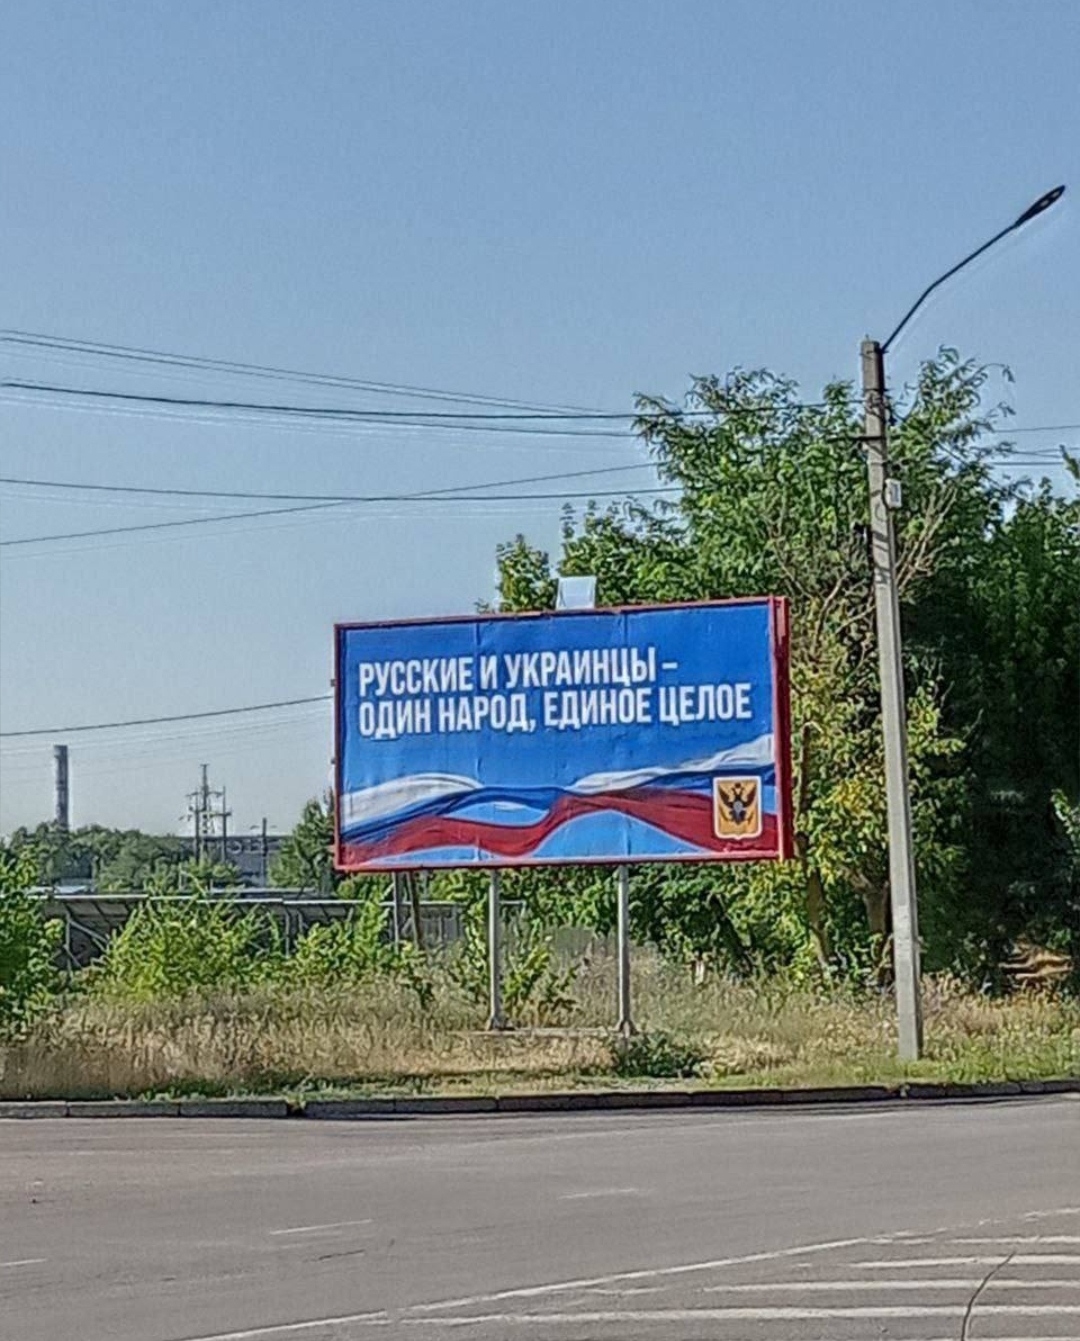 РУССКИЕ И УКРАИНЦЫ –
ОДИН НАРОД, ЕДИНОЕ ЦЕЛОЕ